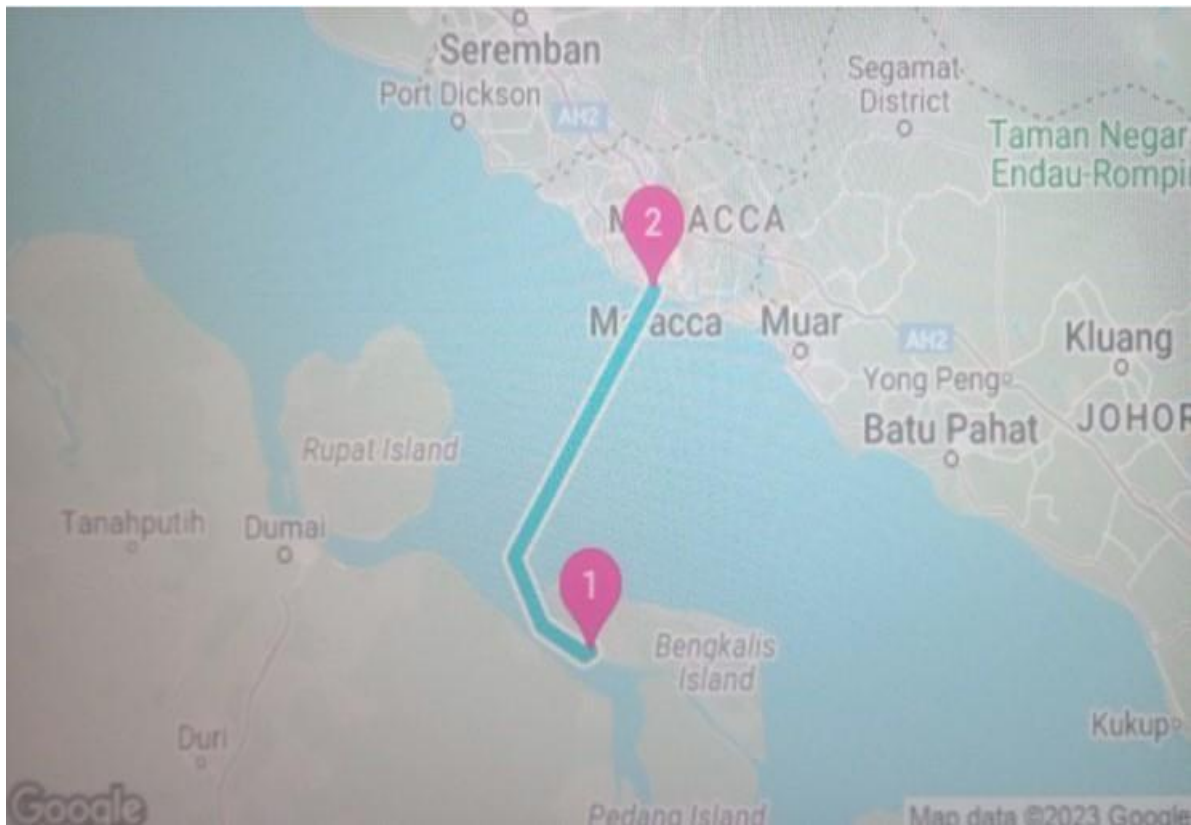 Seremban
Port Dickson
AH2
Segamat
District
Taman Negar
Endau-Rompi
2
ACCA
Muar
AH2
Kluang
Yong Peng
Batu Pahat
JOHOR
Rupat Island
Tanahputih
Dumai
1
Bengkalis
Island
Duri
Kukup
Google
Pedang Island
Map data ©2023 Google